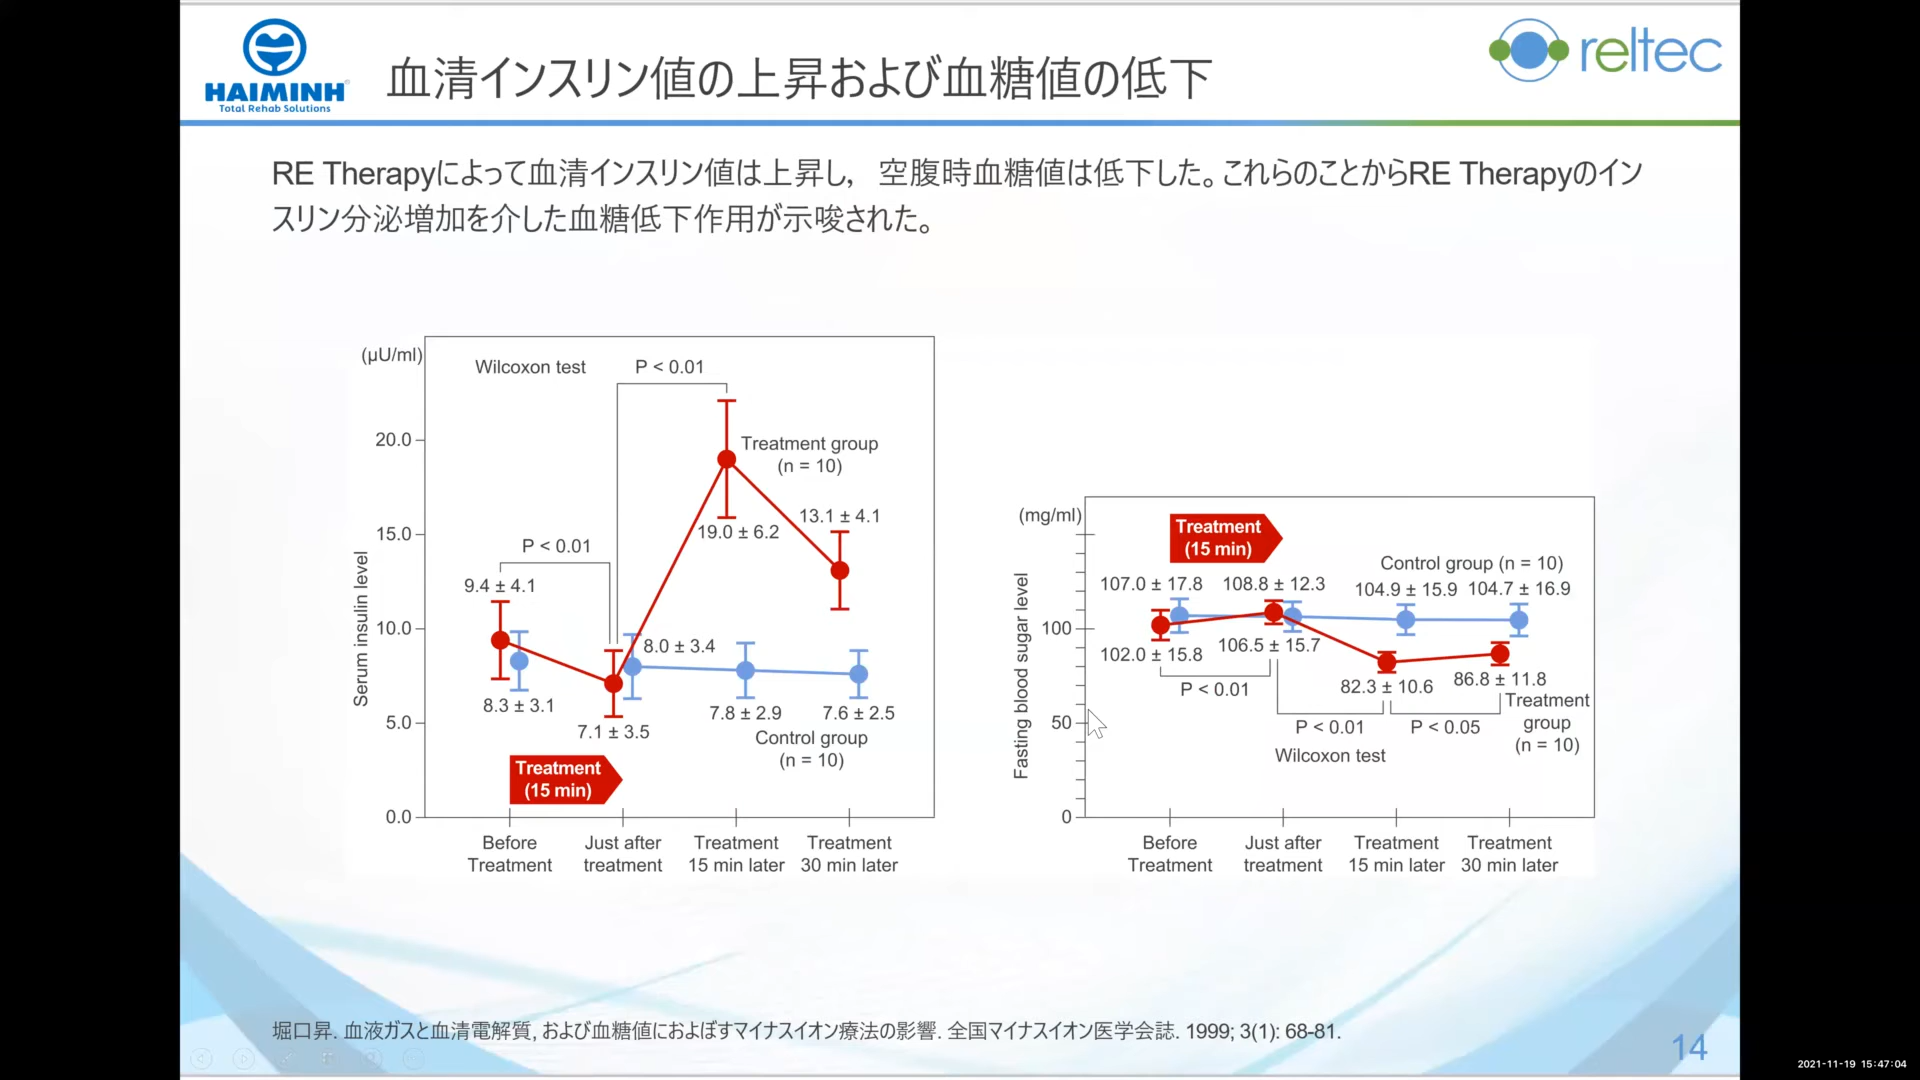 HAIMINH
Total Rehab Solutions
血清インスリン値の上昇および血糖値の低下
reltec
RE Therapyによって血清インスリン値は上昇し，空腹時血糖値は低下した。これらのことからRE Therapyのイン
スリン分泌増加を介した血糖低下作用が示唆された。
(μU/ml)
Wilcoxon test
P < 0.01
20.0
Treatment group
(n = 10)
15.0
19.0 ± 6.2
13.1 ± 4.1
P < 0.01
9.4 ± 4.1
Serum insulin level
10.0
8.0 ± 3.4
8.3 ± 3.1
7.1 ± 3.5
7.8 ± 2.9
7.6 ± 2.5
5.0
Control group
(n = 10)
Treatment
(15 min)
0.0
Before
Treatment
Just after
treatment
Treatment
15 min later
Treatment
30 min later
(mg/ml)
Treatment
(15 min)
Control group (n = 10)
107.0 ± 17.8
108.8 ± 12.3
104.9 ± 15.9
104.7 ± 16.9
Fasting blood sugar level
100
102.0 ± 15.8
106.5 ± 15.7
82.3 ± 10.6
86.8 ± 11.8
P < 0.01
Treatment
group
(n = 10)
50
P < 0.01
P < 0.05
Wilcoxon test
0
Before
Treatment
Just after
treatment
Treatment
15 min later
Treatment
30 min later
堀口昇. 血液ガスと血清電解質, および血糖値におよぼすマイナスイオン療法の影響. 全国マイナスイオン医学会誌. 1999; 3(1): 68-81.
14
2021-11-19 15:47:04